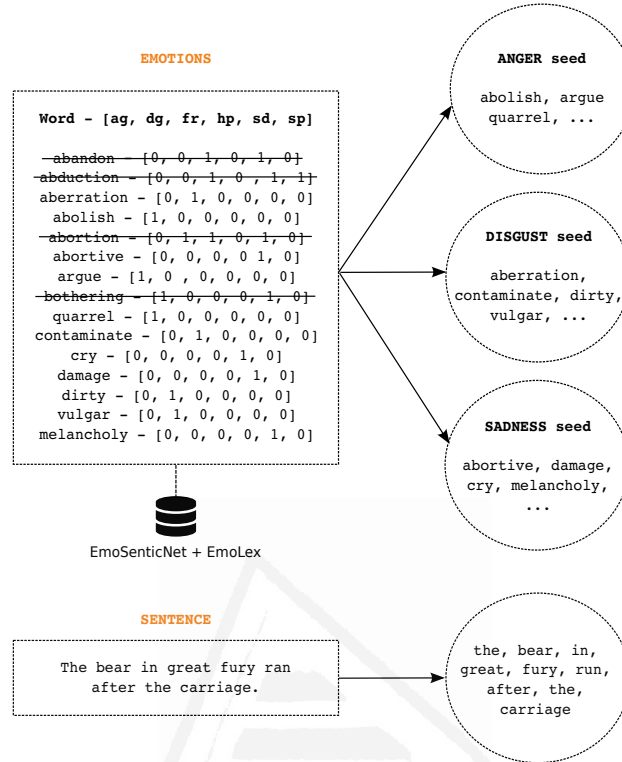 EMOTIONS
Word – [ag, dg, fr, hp, sd, sp]
abandon – [0, 0, 1, 0, 1, 0]
abduction – [0, 0, 1, 0 , 1, 1]
aberration – [0, 1, 0, 0, 0, 0]
abolish – [1, 0, 0, 0, 0, 0]
abortion – [0, 1, 1, 0, 1, 0]
abortive – [0, 0, 0, 0 1, 0]
argue – [1, 0 , 0, 0, 0, 0]
bothering – [1, 0, 0, 0, 1, 0]
quarrel – [1, 0, 0, 0, 0, 0]
contaminate – [0, 1, 0, 0, 0, 0]
cry – [0, 0, 0, 0, 1, 0]
damage – [0, 0, 0, 0, 1, 0]
dirty – [0, 1, 0, 0, 0, 0]
vulgar – [0, 1, 0, 0, 0, 0]
melancholy – [0, 0, 0, 0, 1, 0]
EmoSenticNet + EmoLex
ANGER seed
abolish, argue
quarrel, ...
DISGUST seed
aberration,
contaminate, dirty,
vulgar, ...
SADNESS seed
abortive, damage,
cry, melancholy,
...
SENTENCE
The bear in great fury ran
after the carriage.
the, bear, in,
great, fury, run,
after, the,
carriage